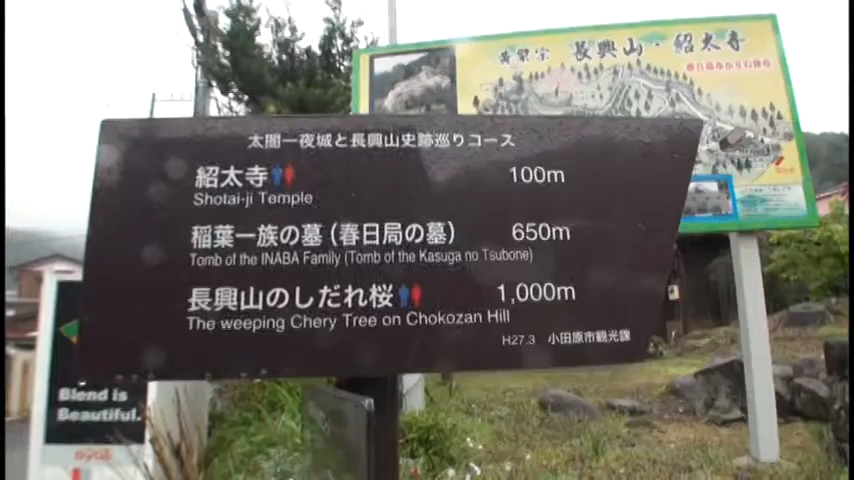 黄檗宗 長興山・紹太寺
春日局ゆかりの禅寺
太閤一夜城と長興山史跡巡りコース
紹太寺 100m
Shotai-ji Temple
稲葉一族の墓（春日局の墓） 650m
Tomb of the INABA Family (Tomb of the Kasuga no Tsubone)
長興山のしだれ桜 1,000m
The weeping Chery Tree on Chokozan Hill
H27.3 小田原市観光課
Blend is
Beautiful.